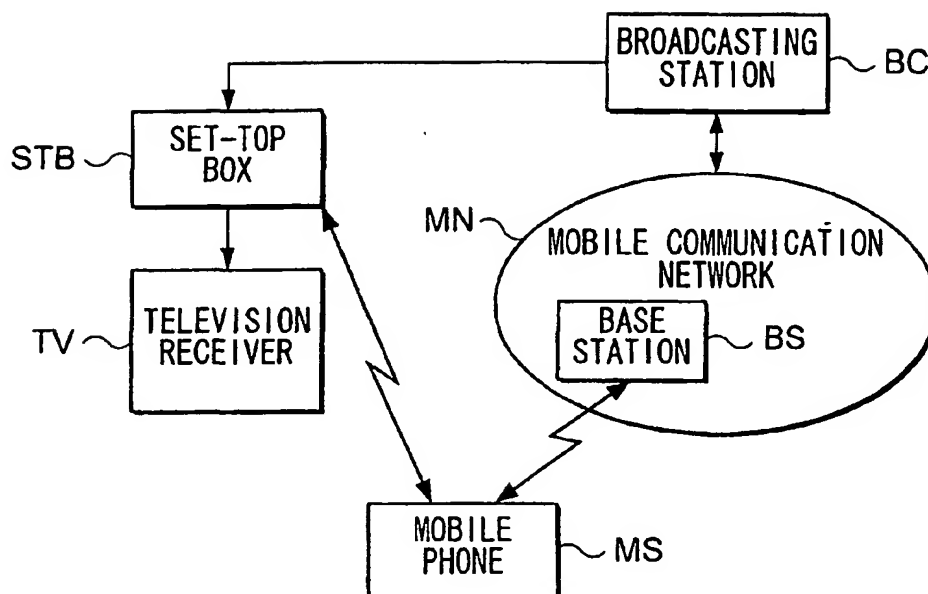 BROADCASTING
STATION
BC
SET-TOP
BOX
STB
MN
MOBILE COMMUNICATION
NETWORK
TELEVISION
RECEIVER
TV
BASE
STATION
BS
MOBILE
PHONE
MS